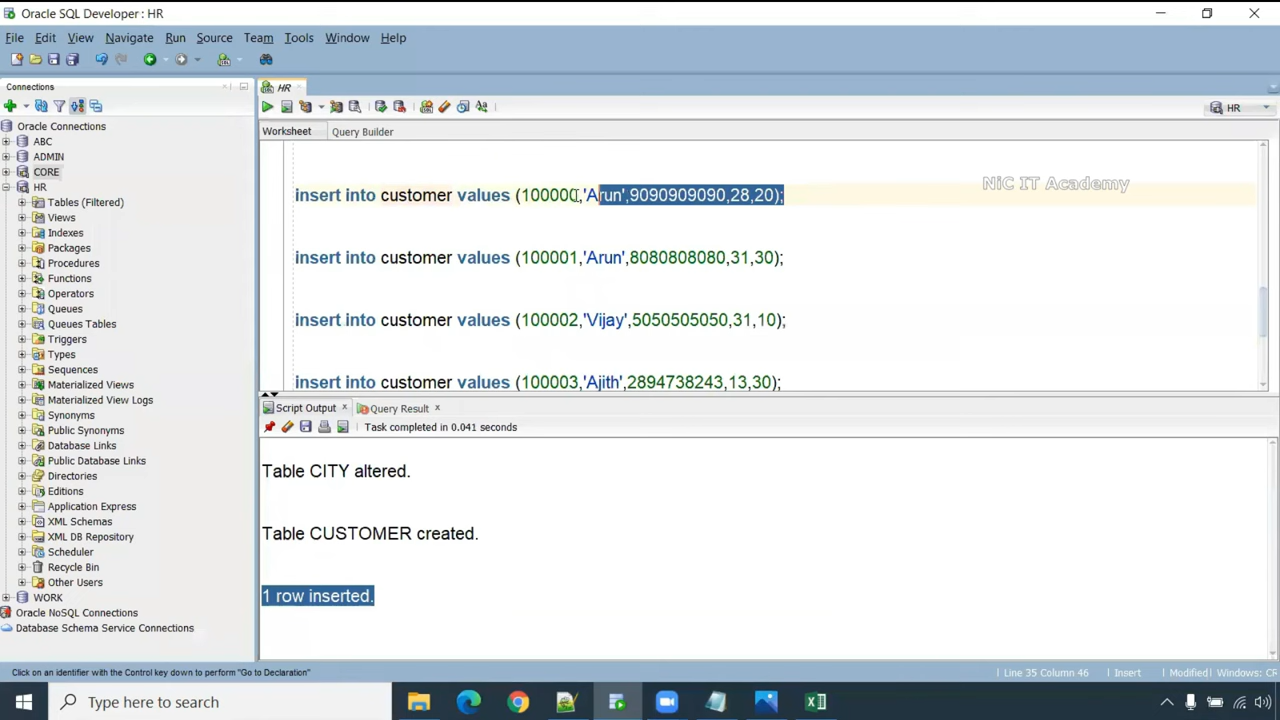 Oracle SQL Developer : HR
File Edit View Navigate Run Source Team Tools Window Help
Connections
HR
HR
Worksheet Query Builder
Oracle Connections
ABC
ADMIN
CORE
HR
Tables (Filtered)
Views
Indexes
Packages
Procedures
Functions
Operators
Queues
Queues Tables
Triggers
Types
Sequences
Materialized Views
Materialized View Logs
Synonyms
Public Synonyms
Database Links
Public Database Links
Directories
Editions
Application Express
XML Schemas
XML DB Repository
Scheduler
Recycle Bin
Other Users
WORK
Oracle NoSQL Connections
Database Schema Service Connections
NiC IT Academy
insert into customer values (100000,'Arun',9090909090,28,20);
insert into customer values (100001,'Arun',8080808080,31,30);
insert into customer values (100002,'Vijay',5050505050,31,10);
insert into customer values (100003,'Ajith',2894738243,13,30);
Script Output Query Result
Task completed in 0.041 seconds
Table CITY altered.
Table CUSTOMER created.
1 row inserted.
Click on an identifier with the Control key down to perform "Go to Declaration"
Line 35 Column 46 Insert Modified Windows: CF
Type here to search